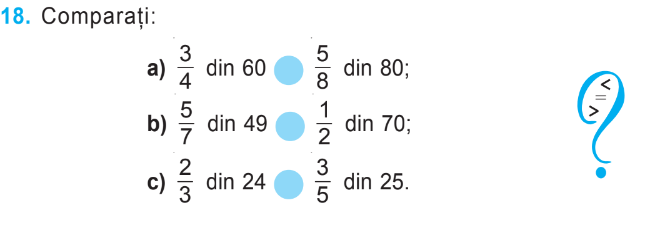 18. Comparați:
a) 3/4 din 60 5/8 din 80;
b) 5/7 din 49 1/2 din 70;
c) 2/3 din 24 3/5 din 25.
<
=
>